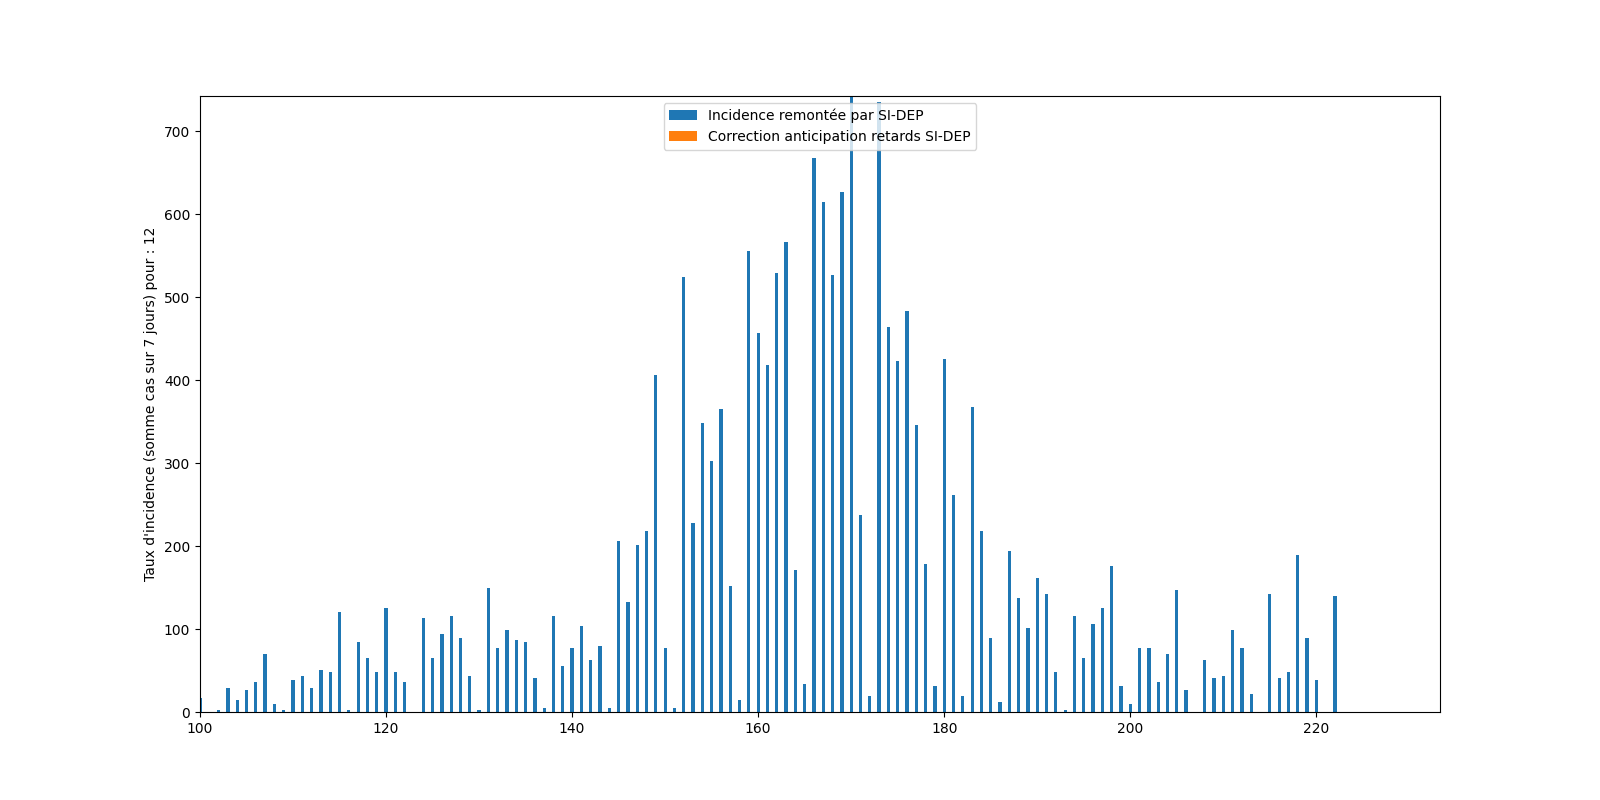 Incidence remontée par SI-DEP
Correction anticipation retards SI-DEP
Taux d'incidence (somme cas sur 7 jours) pour : 12
700
600
500
400
300
200
100
0
100 120 140 160 180 200 220